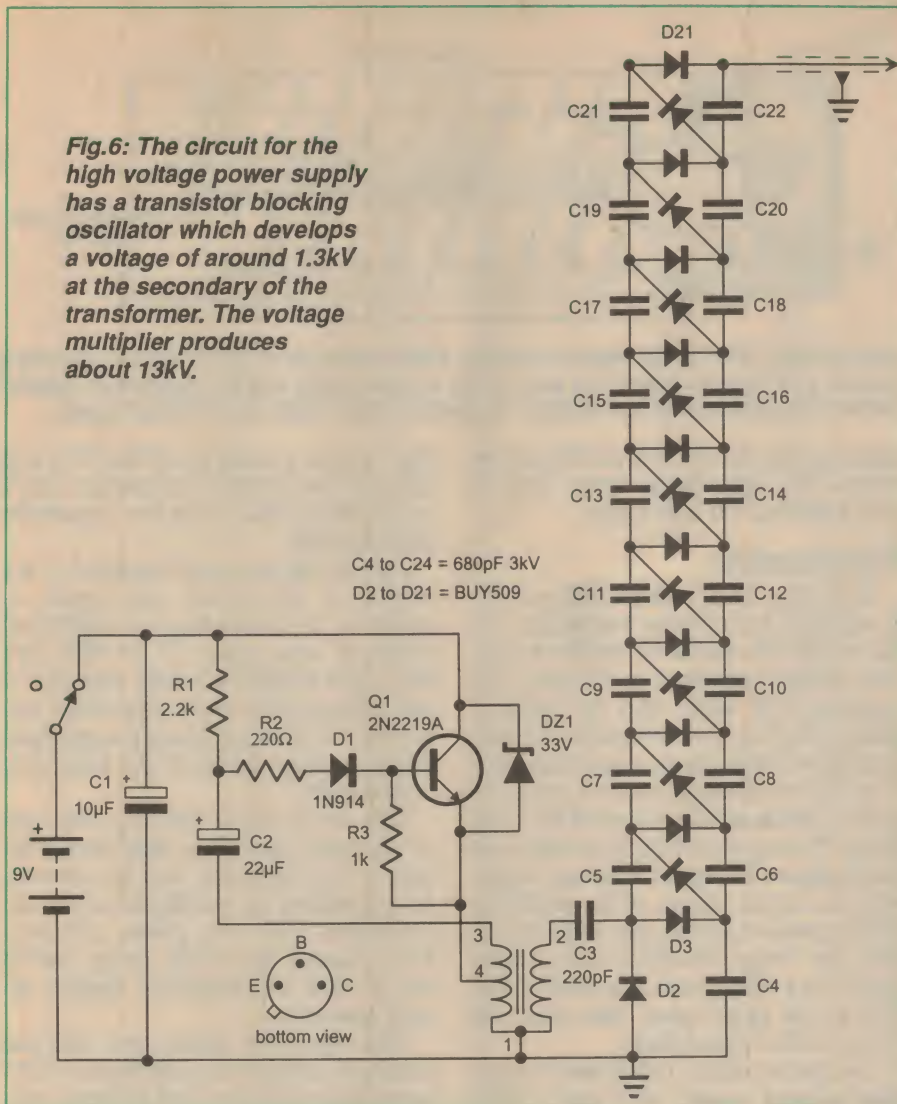 Fig.6: The circuit for the
high voltage power supply
has a transistor blocking
oscillator which develops
a voltage of around 1.3kV
at the secondary of the
transformer. The voltage
multiplier produces
about 13kV.
D21
C21
C22
C19
C20
C17
C18
C15
C16
C13
C14
C11
C12
C9
C10
C7
C8
C5
C6
D3
C4
D2
C4 to C24 = 680pF 3kV
D2 to D21 = BUY509
R1
2.2k
R2
220Ω
D1
1N914
Q1
2N2219A
DZ1
33V
C1
+
10µF
+
C2
22µF
R3
1k
+
9V
3
4
2
1
C3
220pF
B
E
C
bottom view